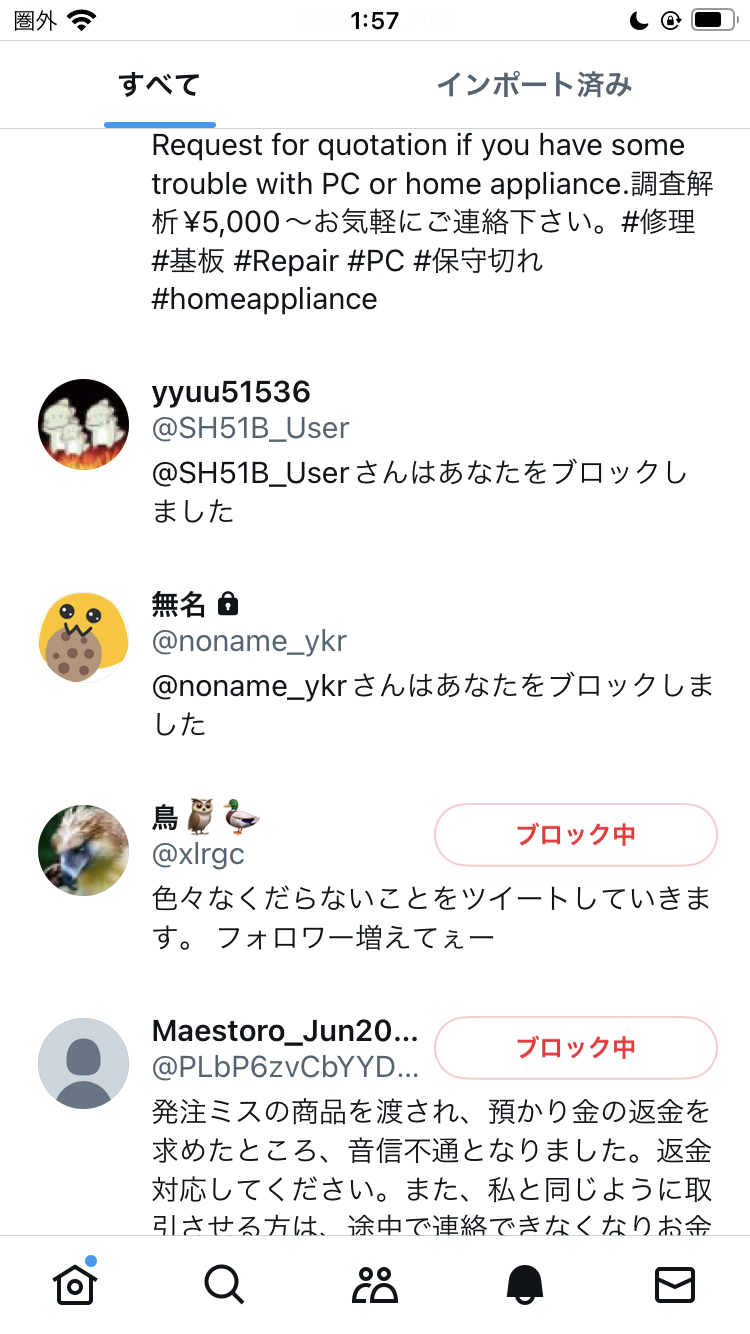 圏外 1:57
すべて インポート済み
Request for quotation if you have some
trouble with PC or home appliance.調査解
析¥5,000〜お気軽にご連絡下さい。#修理
#基板 #Repair #PC #保守切れ
#homeappliance
yyuu51536
@SH51B_User
@SH51B_Userさんはあなたをブロックし
ました
無名
@noname_ykr
@noname_ykrさんはあなたをブロックしま
した
鳥🦉🦆
@xlrgc
ブロック中
色々なくだらないことをツイートしていきま
す。 フォロワー増えてぇー
Maestoro_Jun20...
@PLbP6zvCbYYD...
ブロック中
発注ミスの商品を渡され、預かり金の返金を
求めたところ、音信不通となりました。返金
対応してください。また、私と同じように取
引させる方は、途中で連絡できなくなりお金